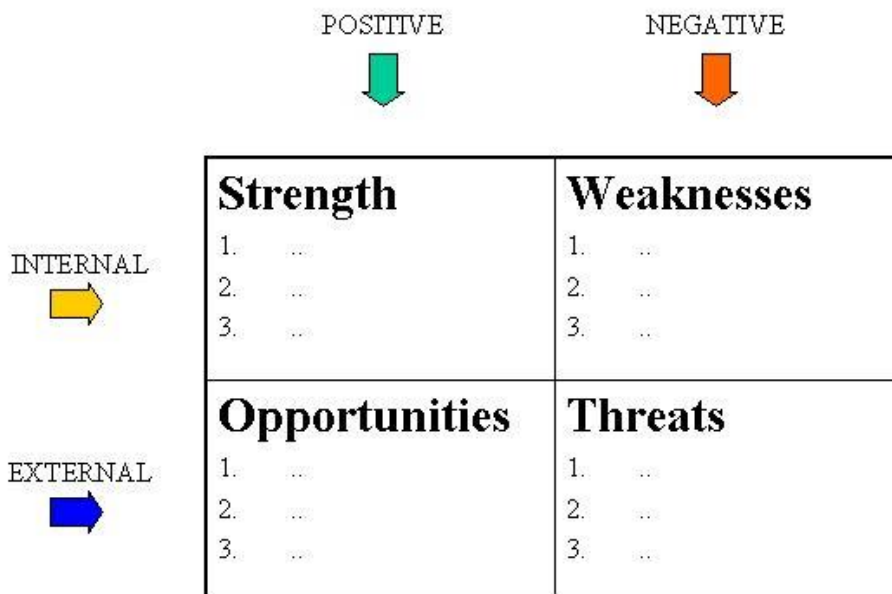 POSITIVE NEGATIVE
Strength Weaknesses
INTERNAL
1. .. 1. ..
2. .. 2. ..
3. .. 3. ..
Opportunities Threats
EXTERNAL
1. .. 1. ..
2. .. 2. ..
3. .. 3. ..